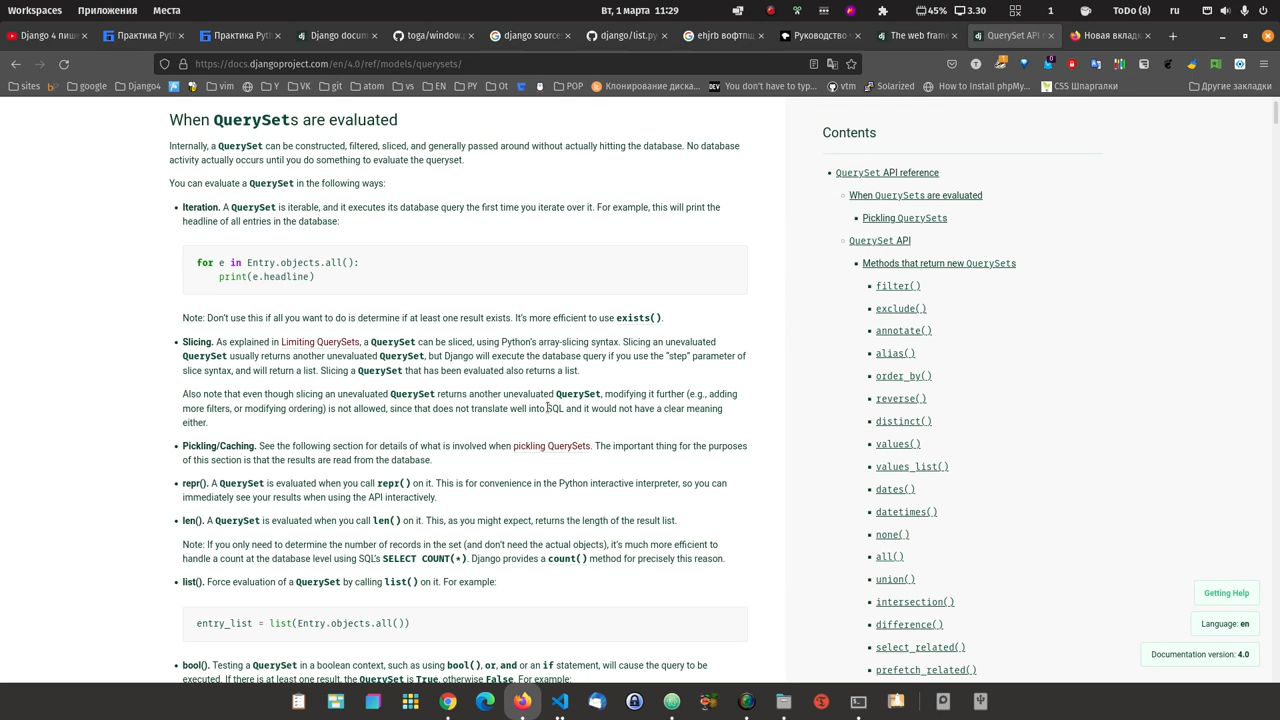 Workspaces Приложения Места ВТ, 1 МАРТА 11:29 45% 3.30 1 ToDo (8) ru
Django 4 пише Практика Pyth Практика Pyth Django docum toga/window. django source django/list.py ehjrb вофтпщ Руководство The web frame QuerySet API r Новая вкладк
https://docs.djangoproject.com/en/4.0/ref/models/querysets/
sites google Django4 vim Y VK git atom vs EN PY Ot POP Клонирование диска... You don't have to typ... vtm Solarized How to Install phpMy... CSS Шпаргалки Другие закладки
When QuerySets are evaluated
Internally, a QuerySet can be constructed, filtered, sliced, and generally passed around without actually hitting the database. No database
activity actually occurs until you do something to evaluate the queryset.
You can evaluate a QuerySet in the following ways:
• Iteration. A QuerySet is iterable, and it executes its database query the first time you iterate over it. For example, this will print the
headline of all entries in the database:
for e in Entry.objects.all():
print(e.headline)
Note: Don't use this if all you want to do is determine if at least one result exists. It's more efficient to use exists().
• Slicing. As explained in Limiting QuerySets, a QuerySet can be sliced, using Python's array-slicing syntax. Slicing an unevaluated
QuerySet usually returns another unevaluated QuerySet, but Django will execute the database query if you use the “step” parameter of
slice syntax, and will return a list. Slicing a QuerySet that has been evaluated also returns a list.
Also note that even though slicing an unevaluated QuerySet returns another unevaluated QuerySet, modifying it further (e.g., adding
more filters, or modifying ordering) is not allowed, since that does not translate well into SQL and it would not have a clear meaning
either.
• Pickling/Caching. See the following section for details of what is involved when pickling QuerySets. The important thing for the purposes
of this section is that the results are read from the database.
• repr(). A QuerySet is evaluated when you call repr() on it. This is for convenience in the Python interactive interpreter, so you can
immediately see your results when using the API interactively.
• len(). A QuerySet is evaluated when you call len() on it. This, as you might expect, returns the length of the result list.
Note: If you only need to determine the number of records in the set (and don't need the actual objects), it's much more efficient to
handle a count at the database level using SQL's SELECT COUNT(*). Django provides a count() method for precisely this reason.
• list(). Force evaluation of a QuerySet by calling list() on it. For example:
entry_list = list(Entry.objects.all())
• bool(). Testing a QuerySet in a boolean context, such as using bool(), or, and or an if statement, will cause the query to be
executed. If there is at least one result, the QuerySet is True, otherwise False. For example:
Contents
QuerySet API reference
When QuerySets are evaluated
Pickling QuerySets
QuerySet API
Methods that return new QuerySets
filter()
exclude()
annotate()
alias()
order_by()
reverse()
distinct()
values()
values_list()
dates()
datetimes()
none()
all()
union()
intersection()
difference()
select_related()
prefetch_related()
Getting Help
Language: en
Documentation version: 4.0